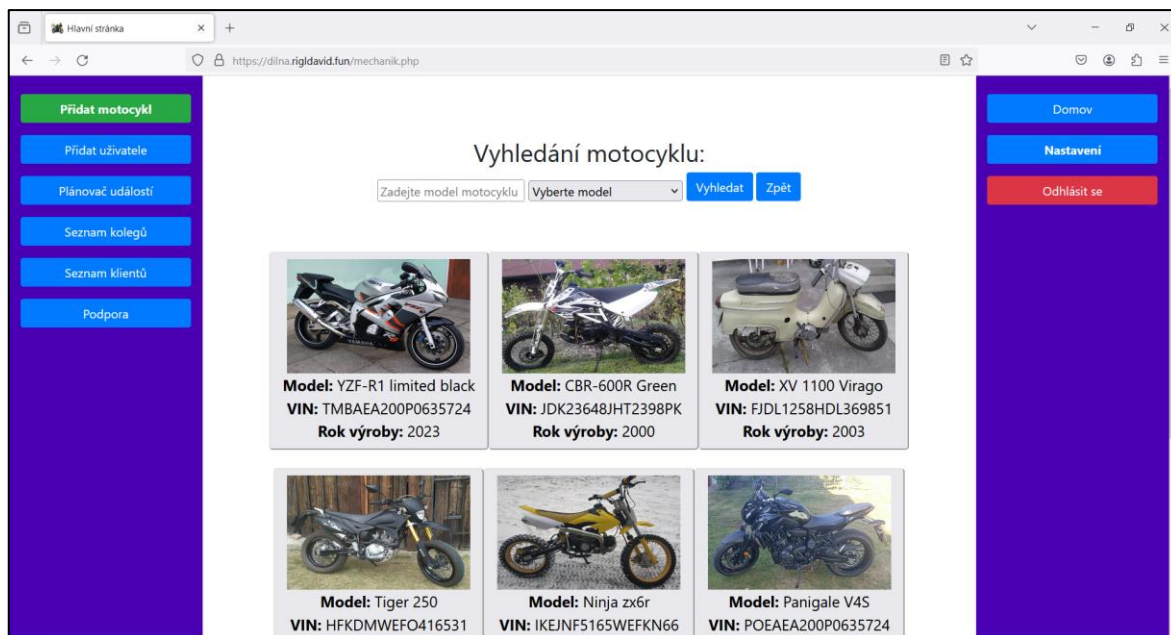 Hlavní stránka
https://dilna.rigldavid.fun/mechanik.php
Přidat motocykl
Přidat uživatele
Plánovač událostí
Seznam kolegů
Seznam klientů
Podpora
Domov
Nastavení
Odhlásit se
Vyhledání motocyklu:
Zadejte model motocyklu Vyberte model Vyhledat Zpět
YAMAHA
Model: YZF-R1 limited black
VIN: TMBAEA200P0635724
Rok výroby: 2023
Model: CBR-600R Green
VIN: JDK23648JHT2398PK
Rok výroby: 2000
Model: XV 1100 Virago
VIN: FJDL1258HDL369851
Rok výroby: 2003
Model: Tiger 250
VIN: HFKDMWEFO416531
Model: Ninja zx6r
VIN: IKEJNF5165WEFKN66
Model: Panigale V4S
VIN: POEAEA200P0635724